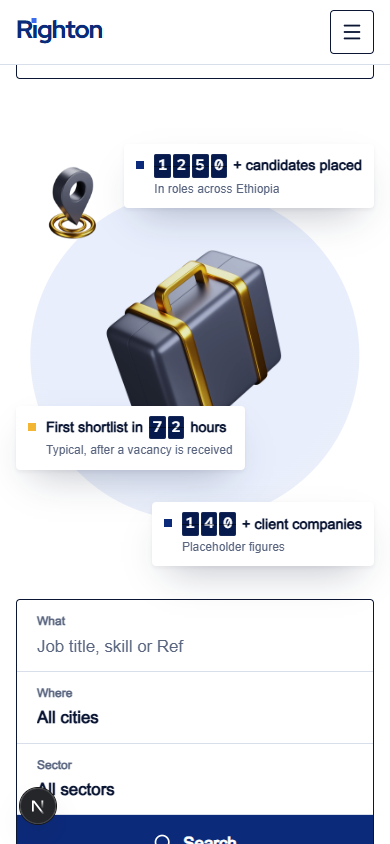 Righton
1250 + candidates placed
In roles across Ethiopia
First shortlist in 72 hours
Typical, after a vacancy is received
140 + client companies
Placeholder figures
What
Job title, skill or Ref
Where
All cities
Sector
All sectors
N
Search